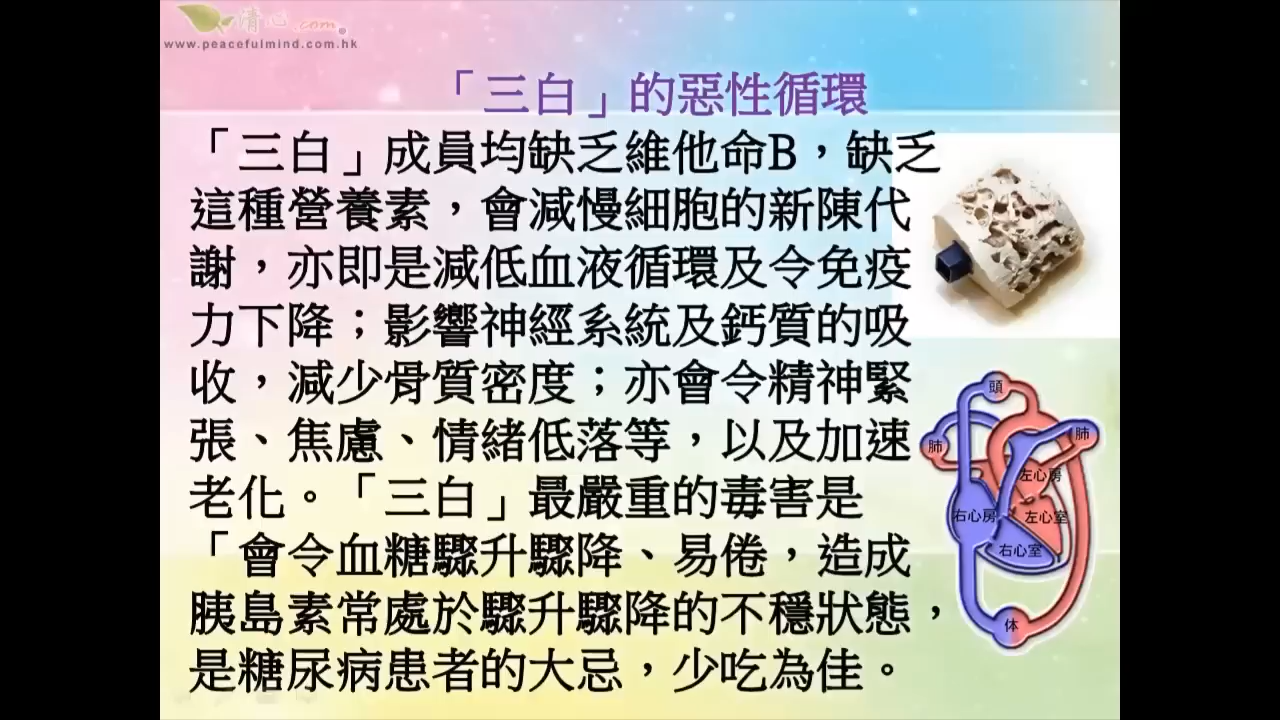 清心.com
www.peacefulmind.com.hk
「三白」的惡性循環
「三白」成員均缺乏維他命B，缺乏
這種營養素，會減慢細胞的新陳代
謝，亦即是減低血液循環及令免疫
力下降；影響神經系統及鈣質的吸
收，減少骨質密度；亦會令精神緊
張、焦慮、情緒低落等，以及加速
老化。「三白」最嚴重的毒害是
「會令血糖驟升驟降、易倦，造成
胰島素常處於驟升驟降的不穩狀態，
是糖尿病患者的大忌，少吃為佳。
頭
肺
肺
左心房
右心房
左心室
右心室
体